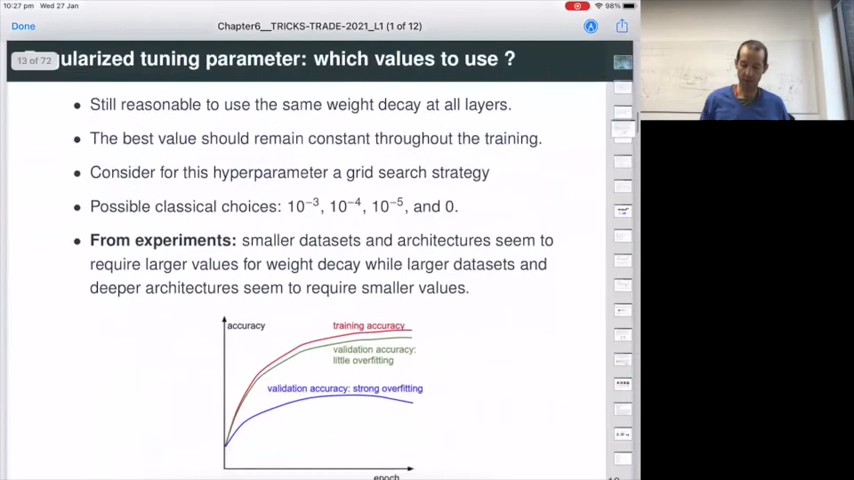 10:27 pm Wed 27 Jan
98%
Done
Chapter6__TRICKS-TRADE-2021_L1 (1 of 12)
13 of 72
gularized tuning parameter: which values to use ?
• Still reasonable to use the same weight decay at all layers.
• The best value should remain constant throughout the training.
• Consider for this hyperparameter a grid search strategy
• Possible classical choices: 10⁻³, 10⁻⁴, 10⁻⁵, and 0.
• From experiments: smaller datasets and architectures seem to
require larger values for weight decay while larger datasets and
deeper architectures seem to require smaller values.
accuracy
training accuracy
validation accuracy:
little overfitting
validation accuracy: strong overfitting
epoch